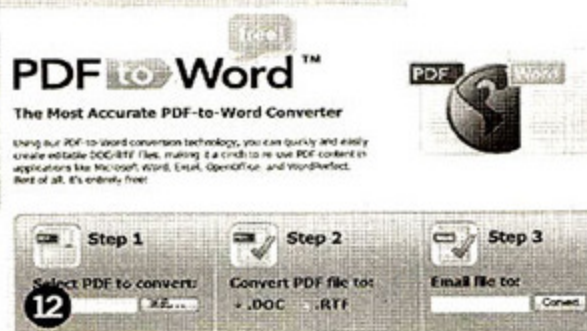 free!
PDF to Word™
PDF Word
The Most Accurate PDF-to-Word Converter
Using our PDF-to-Word conversion technology, you can quickly and easily
create editable DOC/RTF files, making it a cinch to re-use PDF content in
applications like Microsoft Word, Excel, OpenOffice, and WordPerfect.
Best of all, it's entirely free!
Step 1
Step 2
Step 3
Select PDF to convert:
Convert PDF file to:
Email file to:
.DOC .RTF
Convert
12